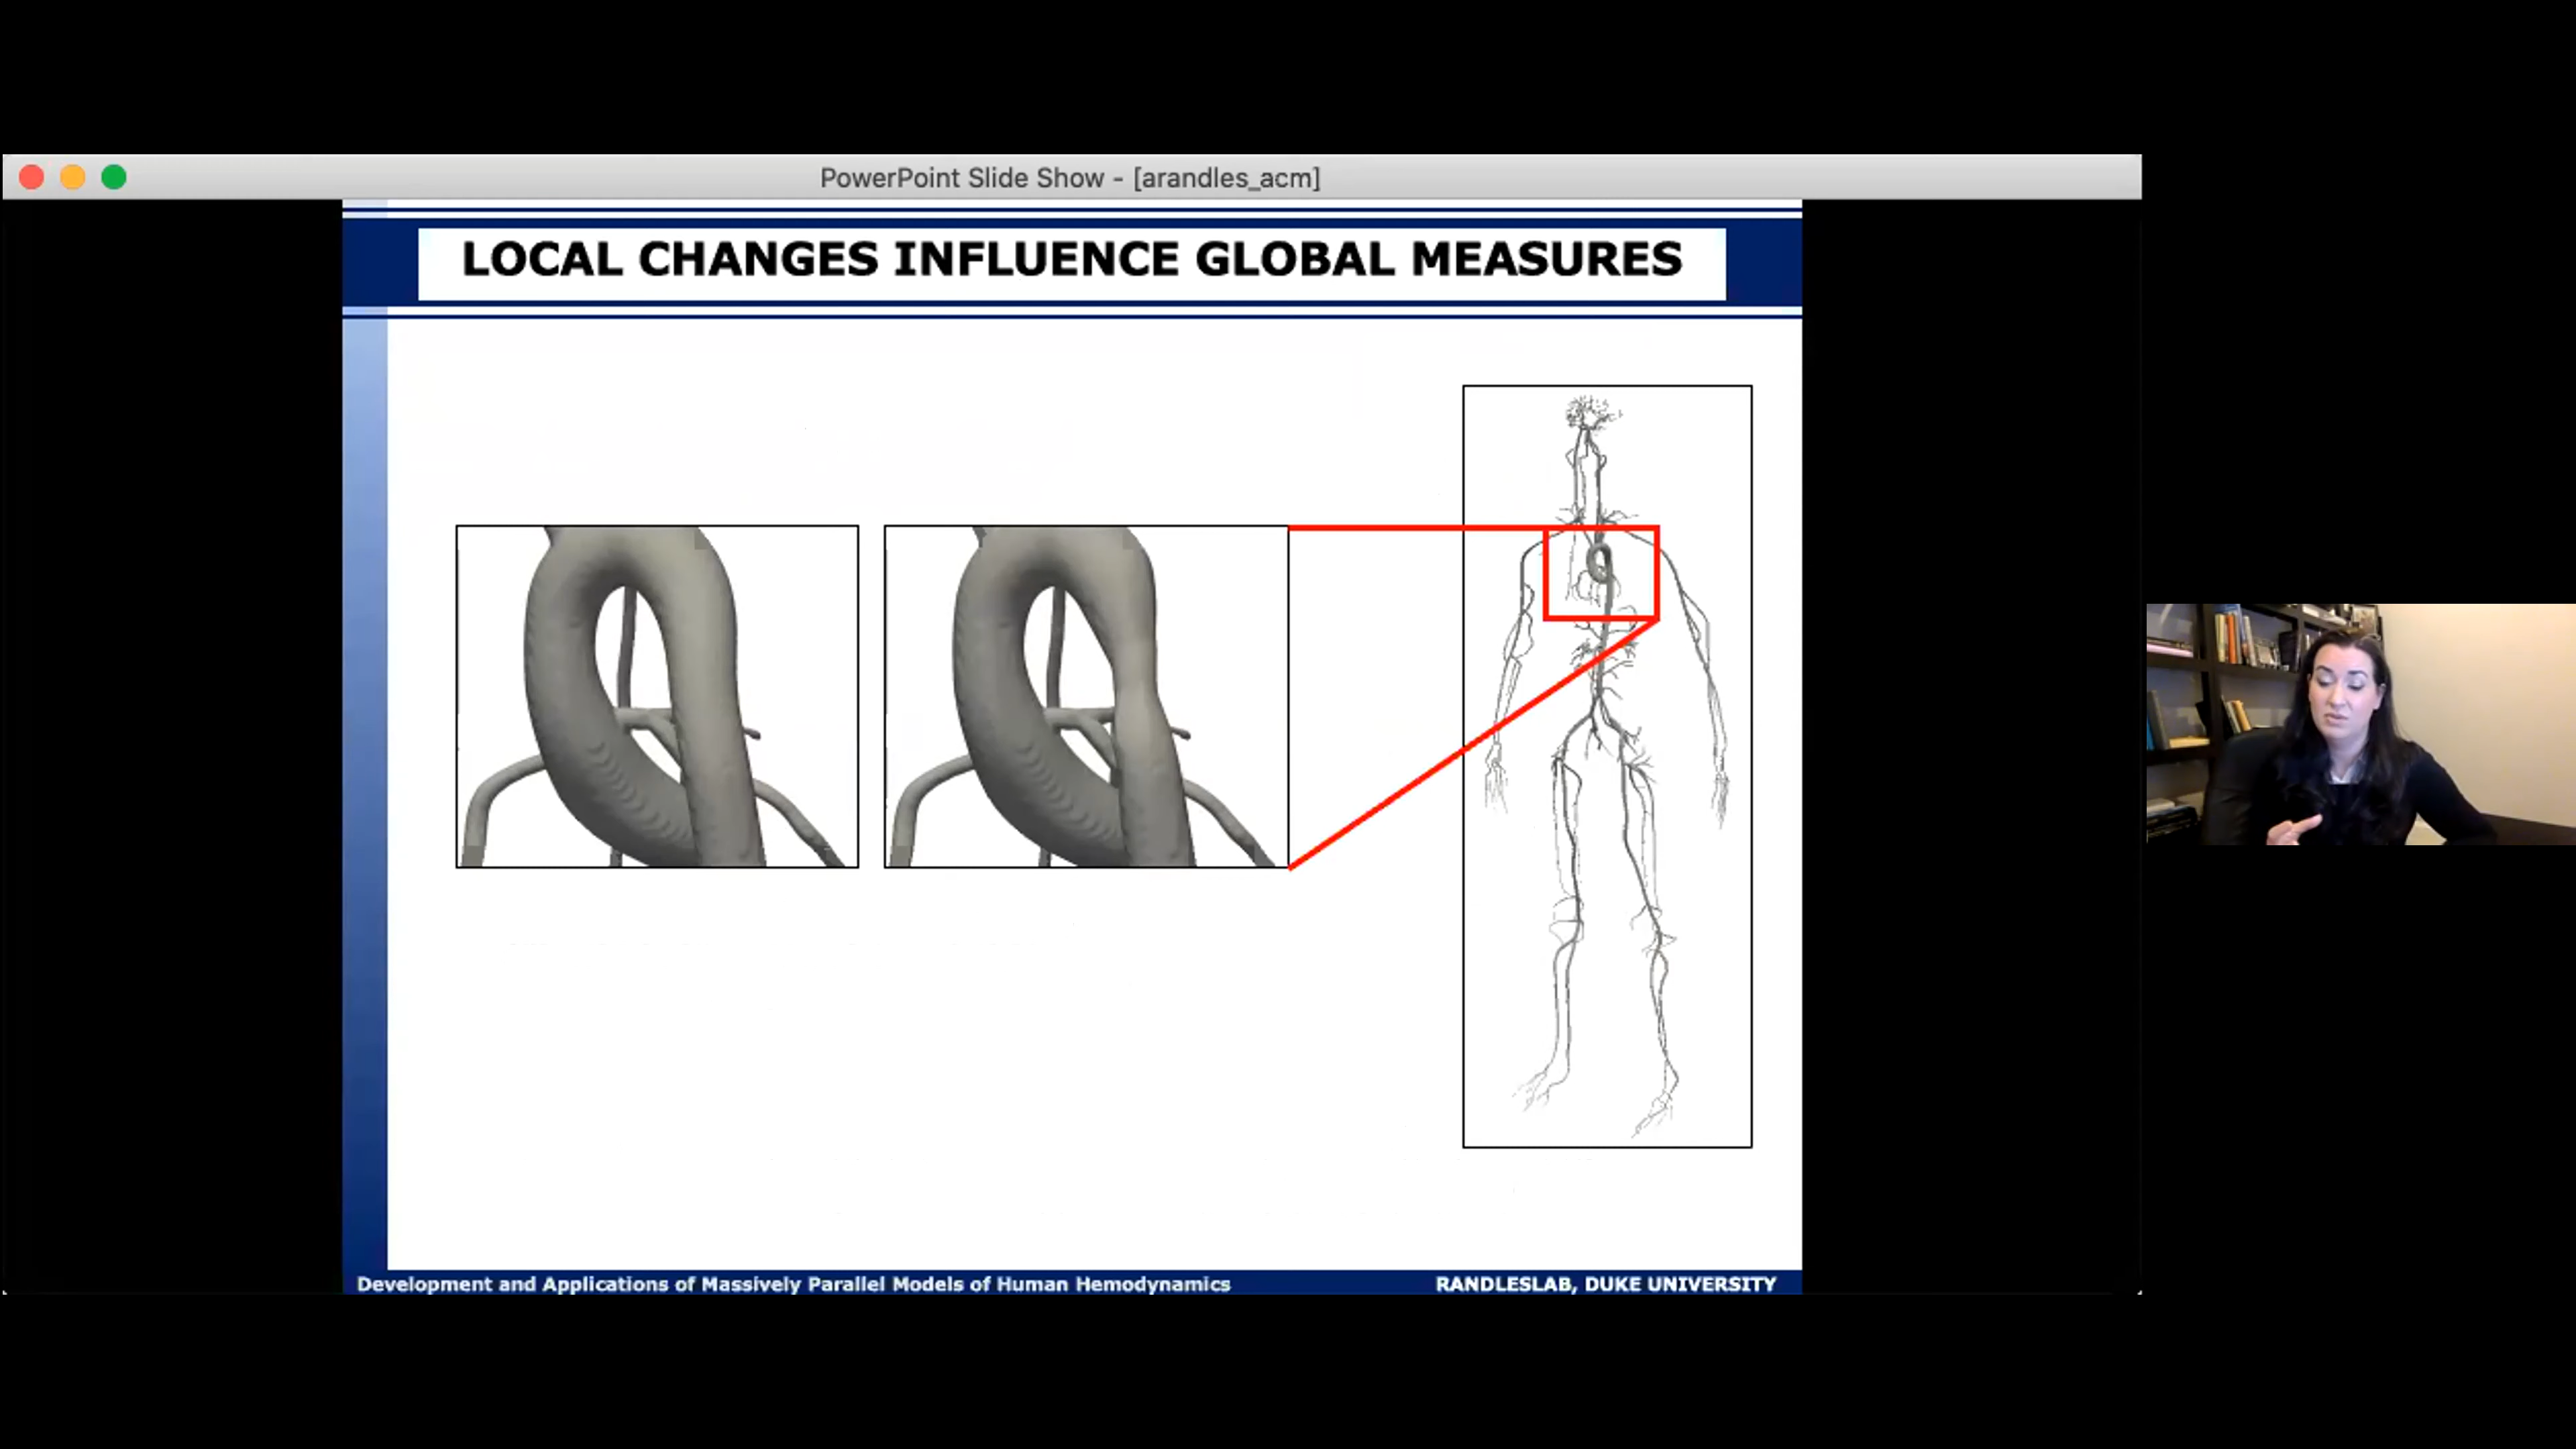 PowerPoint Slide Show - [arandles_acm]
LOCAL CHANGES INFLUENCE GLOBAL MEASURES
Development and Applications of Massively Parallel Models of Human Hemodynamics
RANDLESLAB, DUKE UNIVERSITY